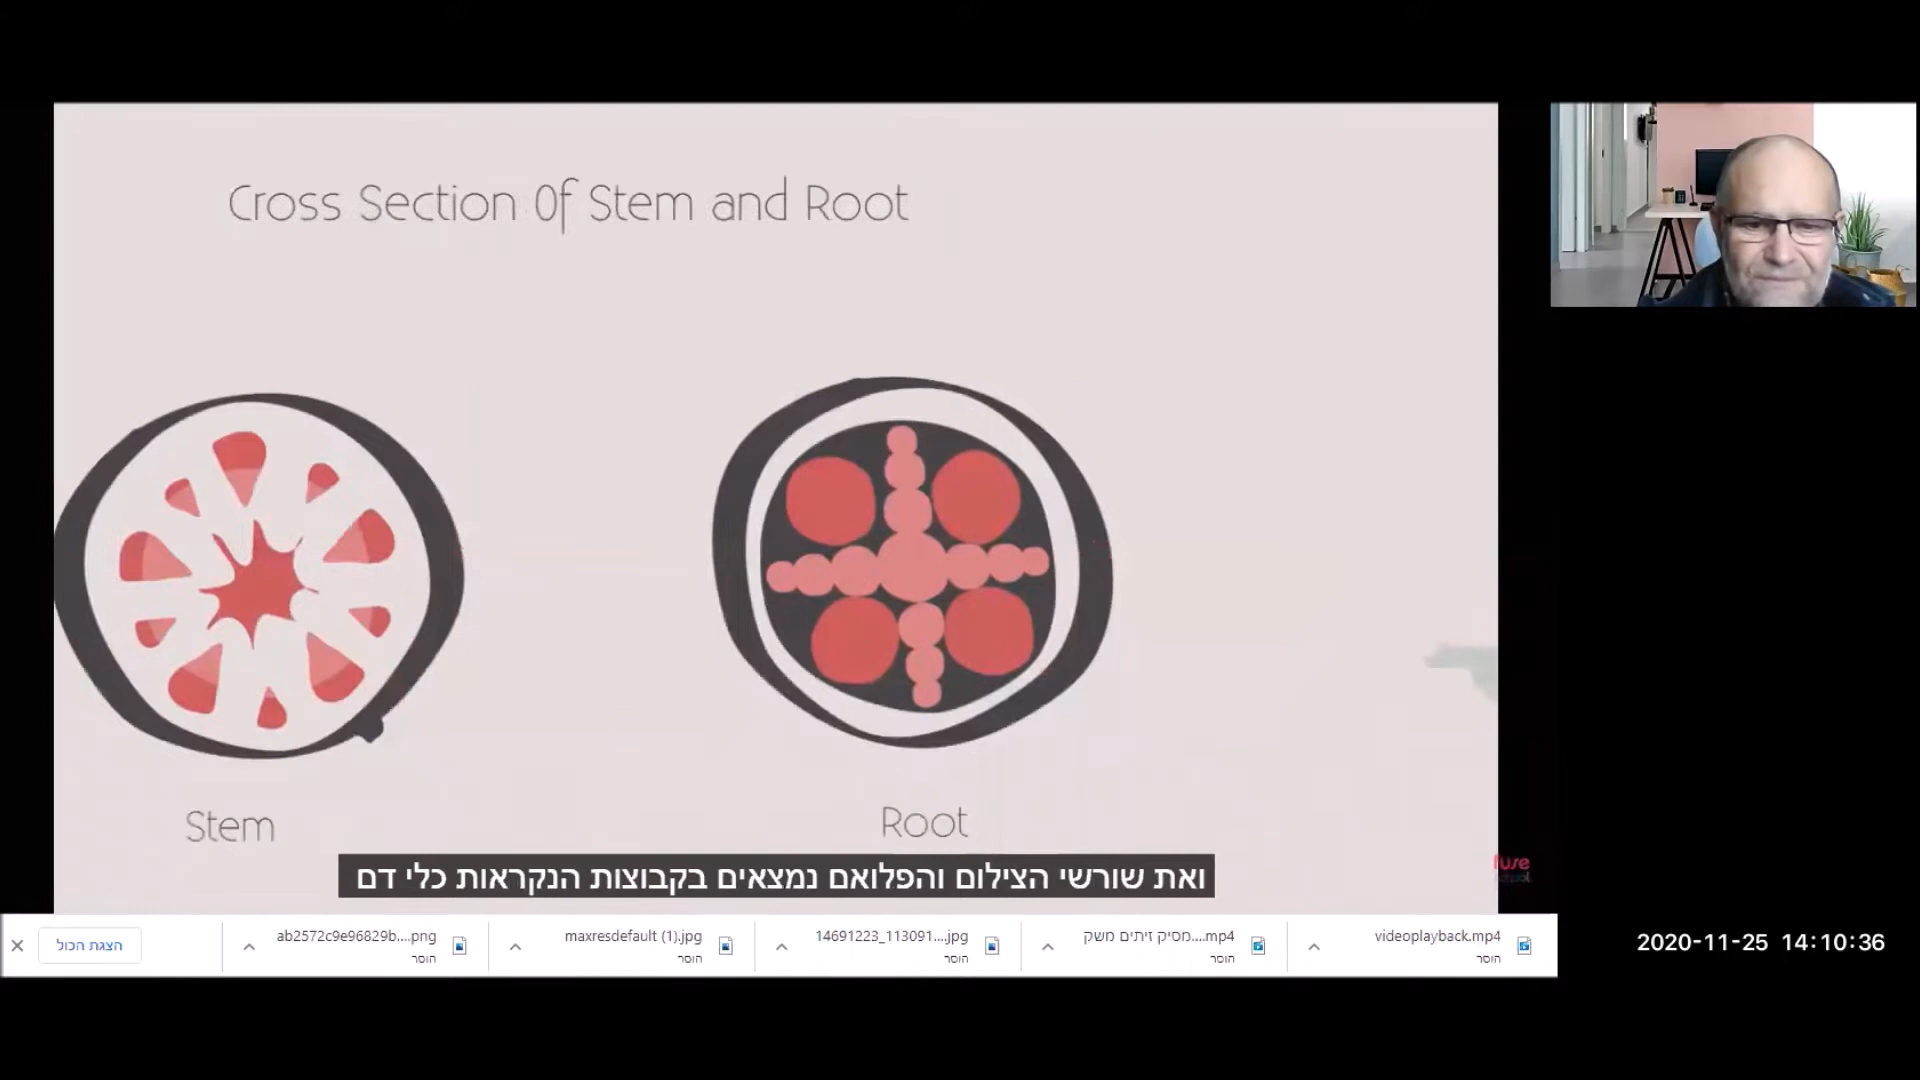 Cross Section Of Stem and Root
Stem
Root
ואת שורשי הצילום והפלואם נמצאים בקבוצות הנקראות כלי דם
fuse
school
videoplayback.mp4
הוסר
מסיק זיתים משק....mp4
הוסר
14691223_113091....jpg
הוסר
maxresdefault (1).jpg
הוסר
ab2572c9e96829b....png
הוסר
הצגת הכול
2020-11-25 14:10:36